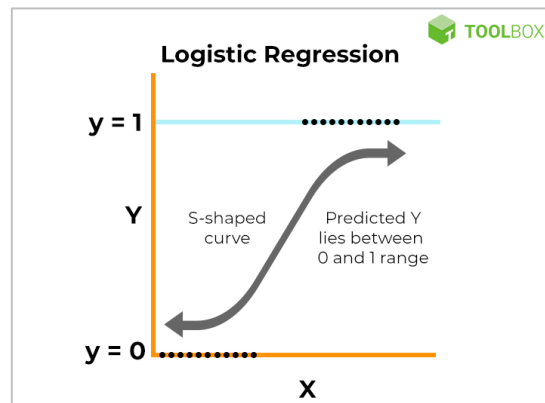 TOOLBOX
Logistic Regression
y = 1
Y
S-shaped
curve
Predicted Y
lies between
0 and 1 range
y = 0
X